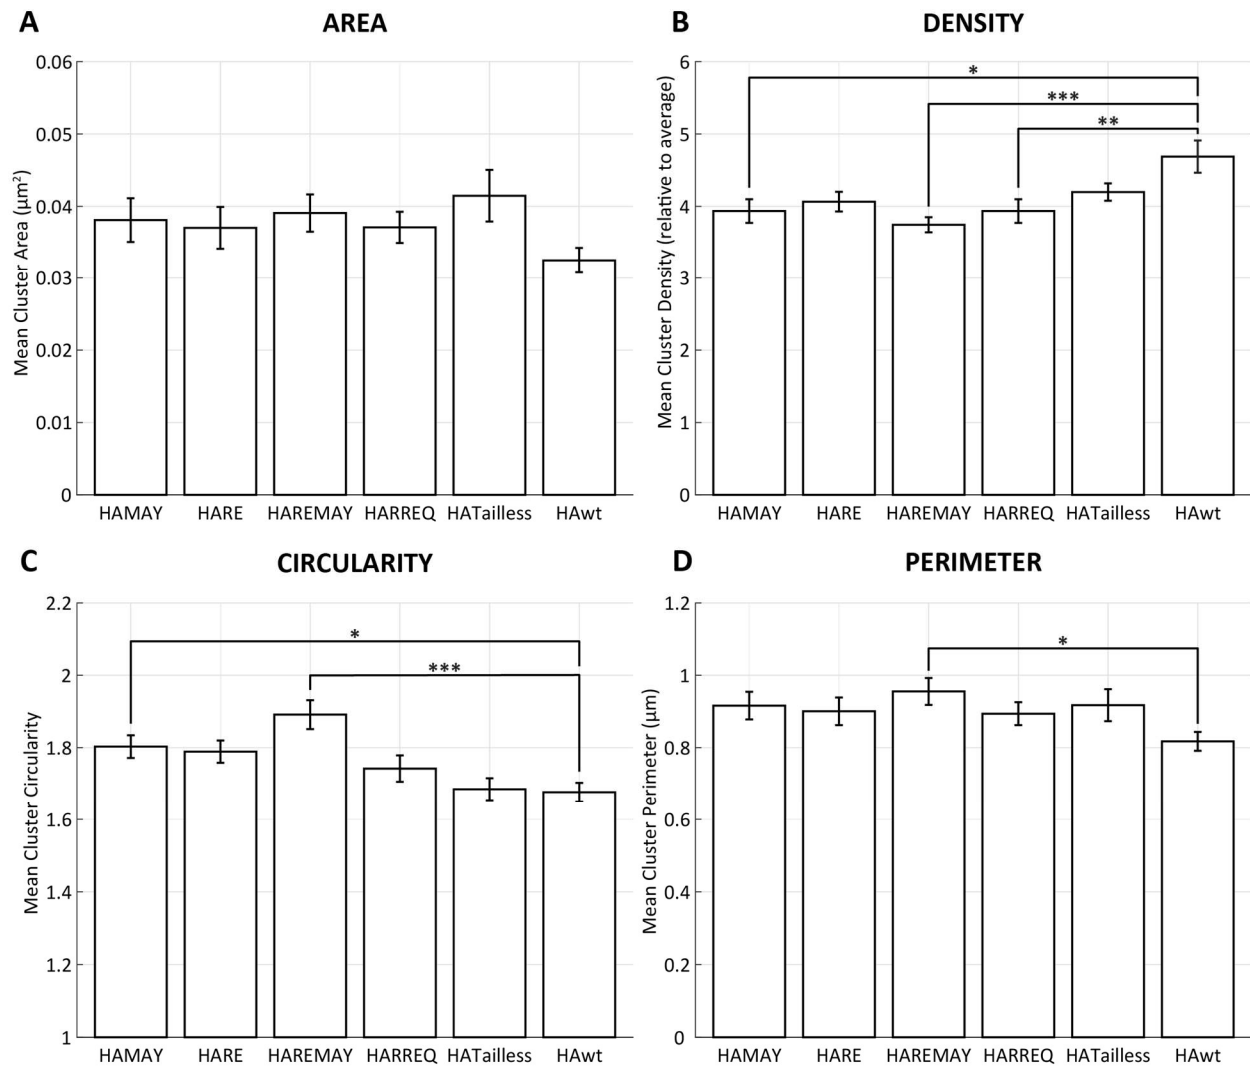 A
AREA
Mean Cluster Area (µm²)
0.06
0.05
0.04
0.03
0.02
0.01
0
HAMAY HARE HAREMAY HARREQ HATailless HAwt
B
DENSITY
Mean Cluster Density (relative to average)
6
5
4
3
2
1
0
*
***
**
HAMAY HARE HAREMAY HARREQ HATailless HAwt
C
CIRCULARITY
Mean Cluster Circularity
2.2
2
1.8
1.6
1.4
1.2
1
*
***
HAMAY HARE HAREMAY HARREQ HATailless HAwt
D
PERIMETER
Mean Cluster Perimeter (µm)
1.2
1
0.8
0.6
0.4
0.2
0
*
HAMAY HARE HAREMAY HARREQ HATailless HAwt